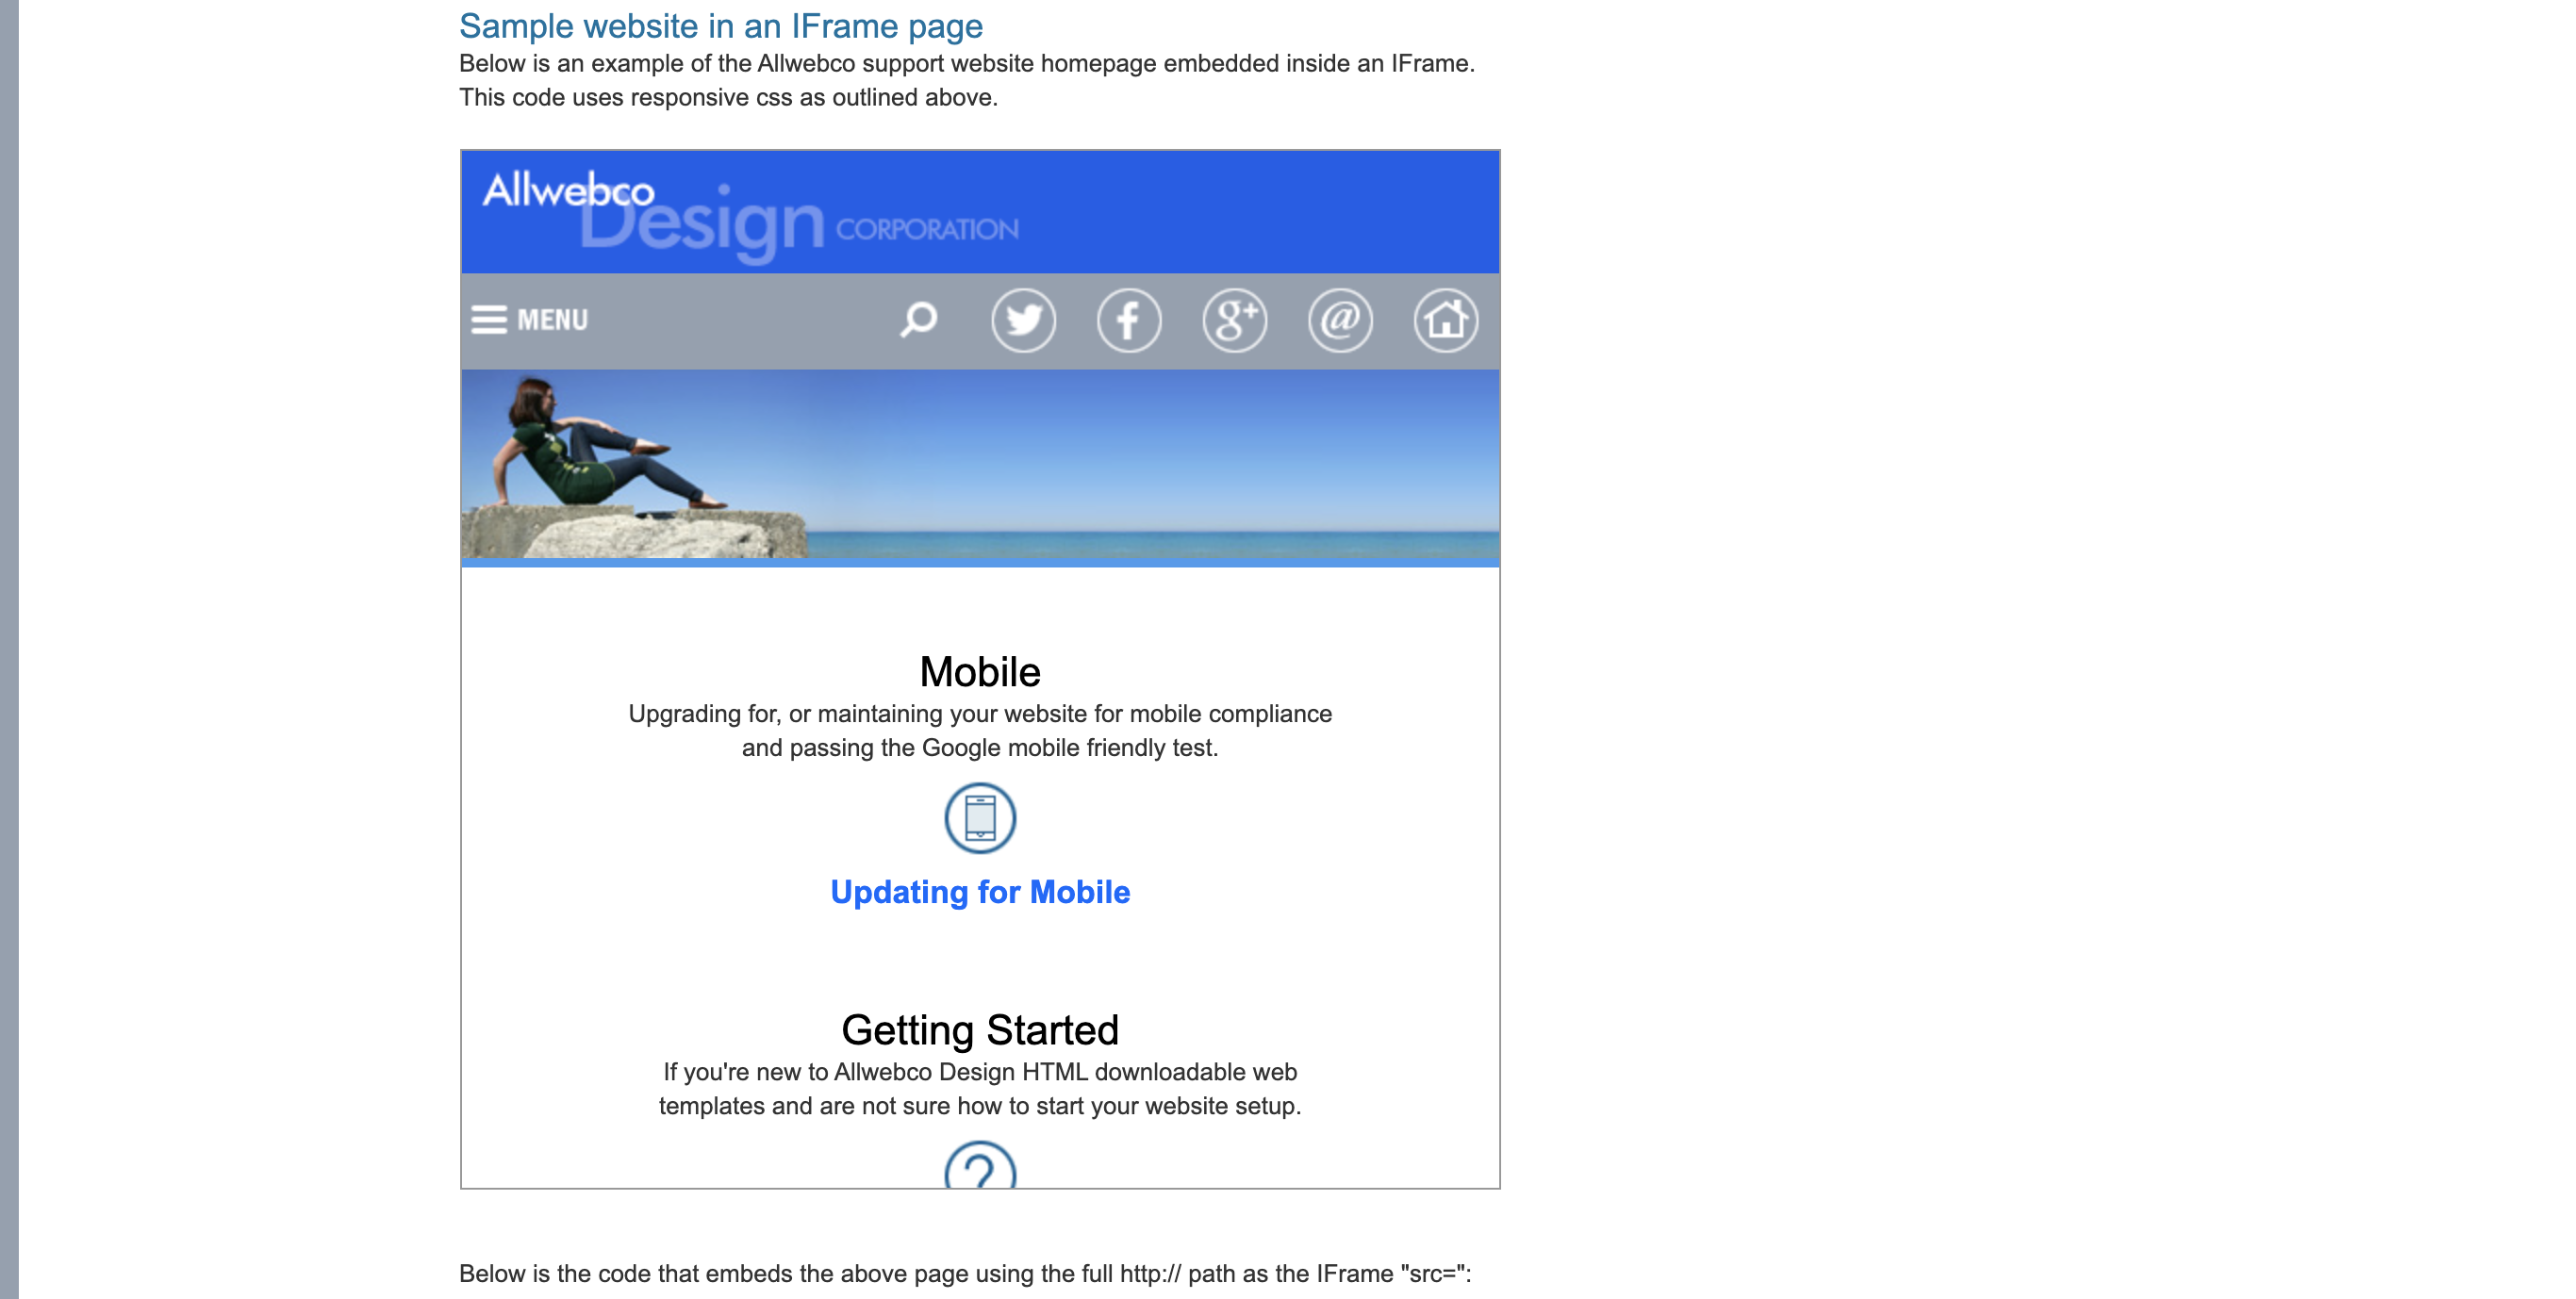 Sample website in an IFrame page
Below is an example of the Allwebco support website homepage embedded inside an IFrame.
This code uses responsive css as outlined above.
Allwebco
Design CORPORATION
MENU
f g+ @
Mobile
Upgrading for, or maintaining your website for mobile compliance
and passing the Google mobile friendly test.
Updating for Mobile
Getting Started
If you're new to Allwebco Design HTML downloadable web
templates and are not sure how to start your website setup.
?
Below is the code that embeds the above page using the full http:// path as the IFrame "src=":